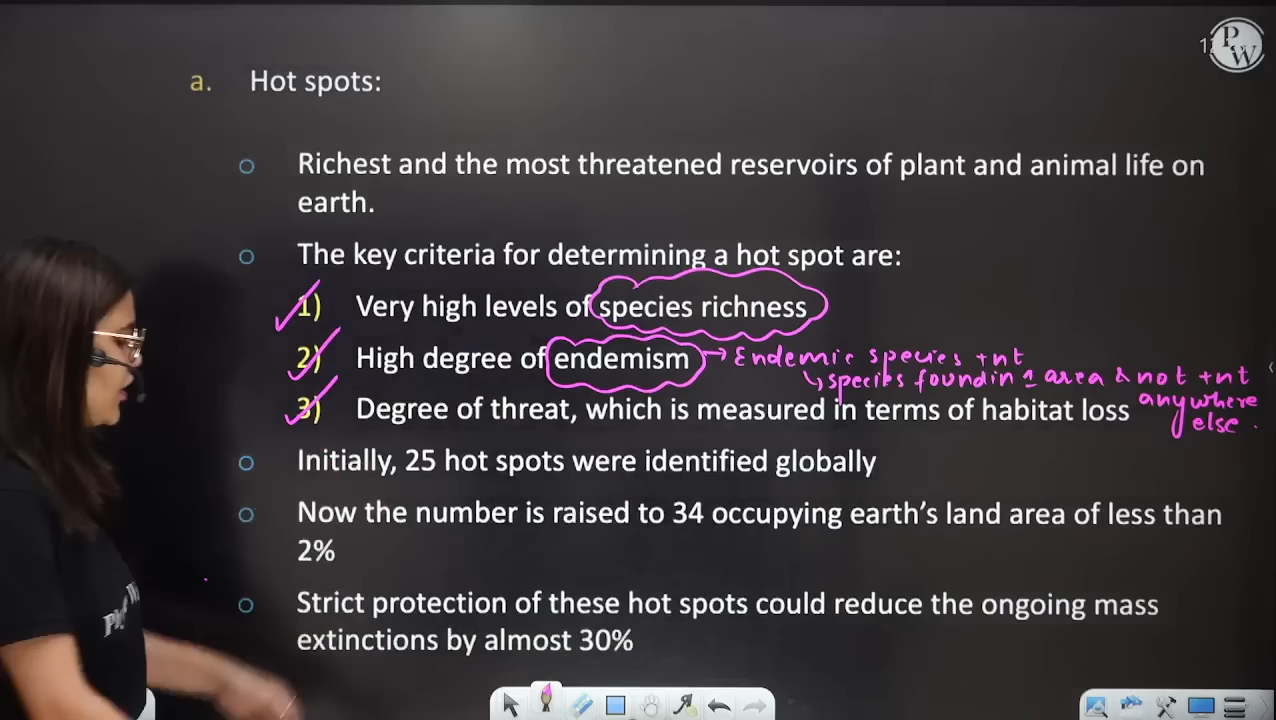 PW
a. Hot spots:
Richest and the most threatened reservoirs of plant and animal life on
earth.
The key criteria for determining a hot spot are:
1) Very high levels of species richness
2) High degree of endemism → Endemic species +nt
↳ species found in 1 area & not +nt
anywhere
else.
3) Degree of threat, which is measured in terms of habitat loss
Initially, 25 hot spots were identified globally
Now the number is raised to 34 occupying earth's land area of less than
2%
Strict protection of these hot spots could reduce the ongoing mass
extinctions by almost 30%